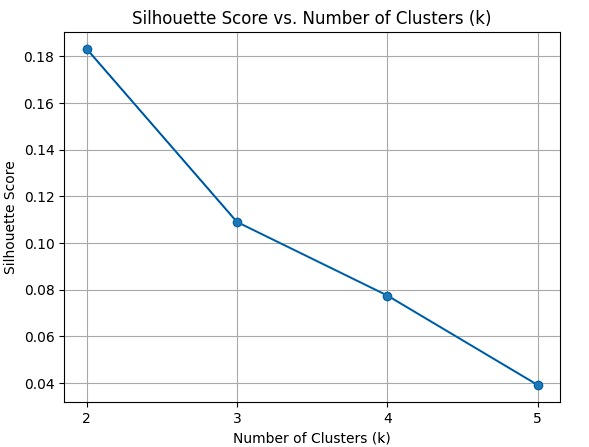 Silhouette Score vs. Number of Clusters (k)
0.18
0.16
0.14
0.12
0.10
0.08
0.06
0.04
Silhouette Score
2 3 4 5
Number of Clusters (k)